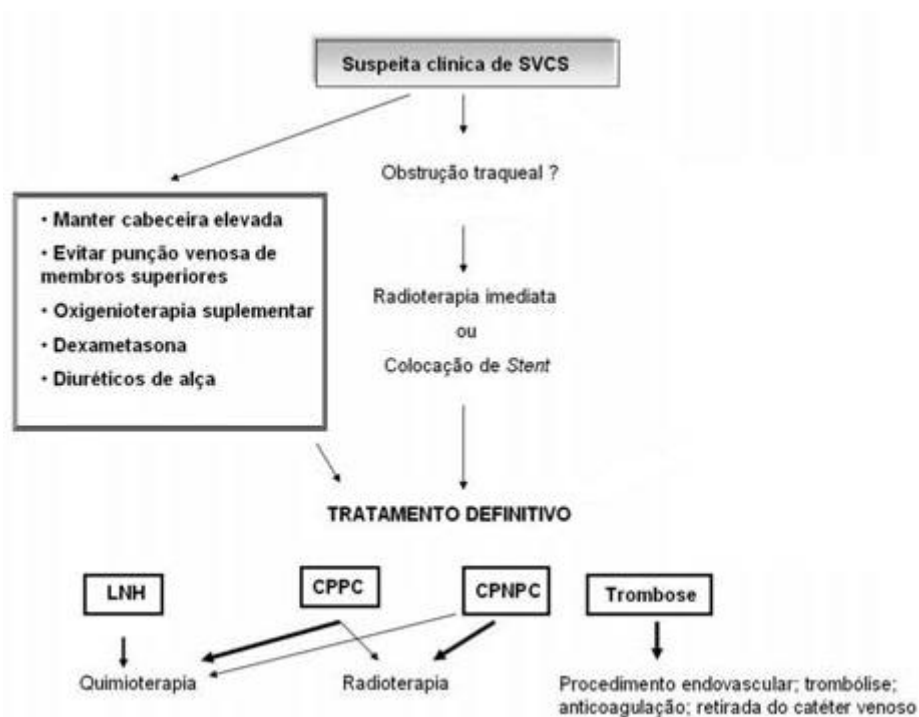 Suspeita clínica de SVCS
Obstrução traqueal ?
• Manter cabeceira elevada
• Evitar punção venosa de
membros superiores
• Oxigenioterapia suplementar
• Dexametasona
• Diuréticos de alça
Radioterapia imediata
ou
Colocação de Stent
TRATAMENTO DEFINITIVO
LNH
CPPC
CPNPC
Trombose
Quimioterapia
Radioterapia
Procedimento endovascular; trombólise;
anticoagulação; retirada do catéter venoso